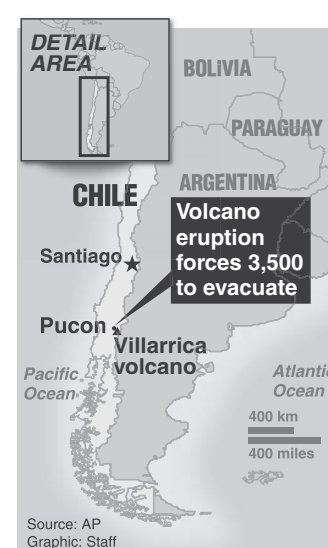 DETAIL
AREA
BOLIVIA
PARAGUAY
CHILE
ARGENTINA
Volcano
eruption
forces 3,500
to evacuate
Santiago
Pucon
Villarrica
volcano
Pacific
Ocean
Atlantic
Ocean
400 km
400 miles
Source: AP
Graphic: Staff